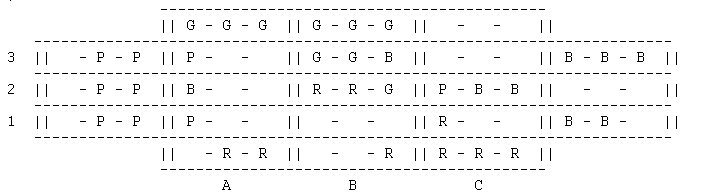 -------------------------------------------------
|| G - G - G || G - G - G ||   -   -   ||
---------------------------------------------------------------------------------
3 ||   - P - P || P -   -   || G - G - B ||   -   -   || B - B - B ||
---------------------------------------------------------------------------------
2 ||   - P - P || B -   -   || R - R - G || P - B - B ||   -   -   ||
---------------------------------------------------------------------------------
1 ||   - P - P || P -   -   ||   -   -   || R -   -   || B - B -   ||
---------------------------------------------------------------------------------
||   - R - R ||   -   - R || R - R - R ||
-------------------------------------------------
A B C